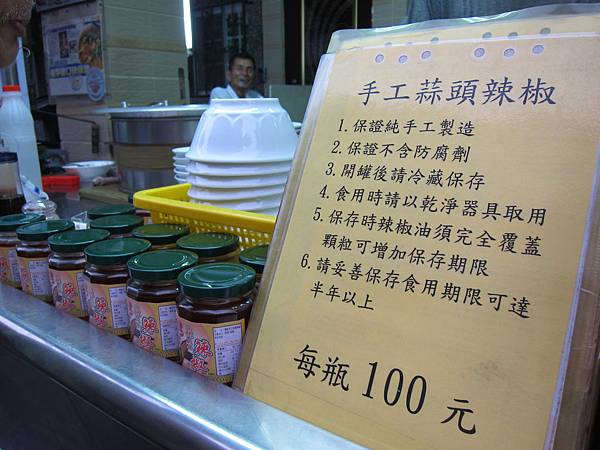 手工蒜頭辣椒
1. 保證純手工製造
2. 保證不含防腐劑
3. 開罐後請冷藏保存
4. 食用時請以乾淨器具取用
5. 保存時辣椒油須完全覆蓋
顆粒可增加保存期限
6. 請妥善保存食用期限可達
半年以上
每瓶 100 元
辣椒